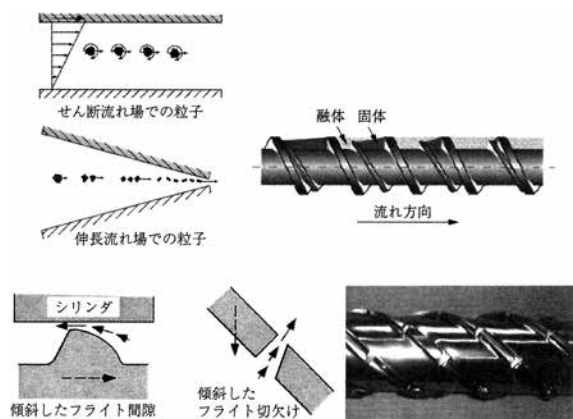 せん断流れ場での粒子
融体 固体
伸長流れ場での粒子
流れ方向
シリンダ
傾斜したフライト間隙
傾斜した
フライト切欠け